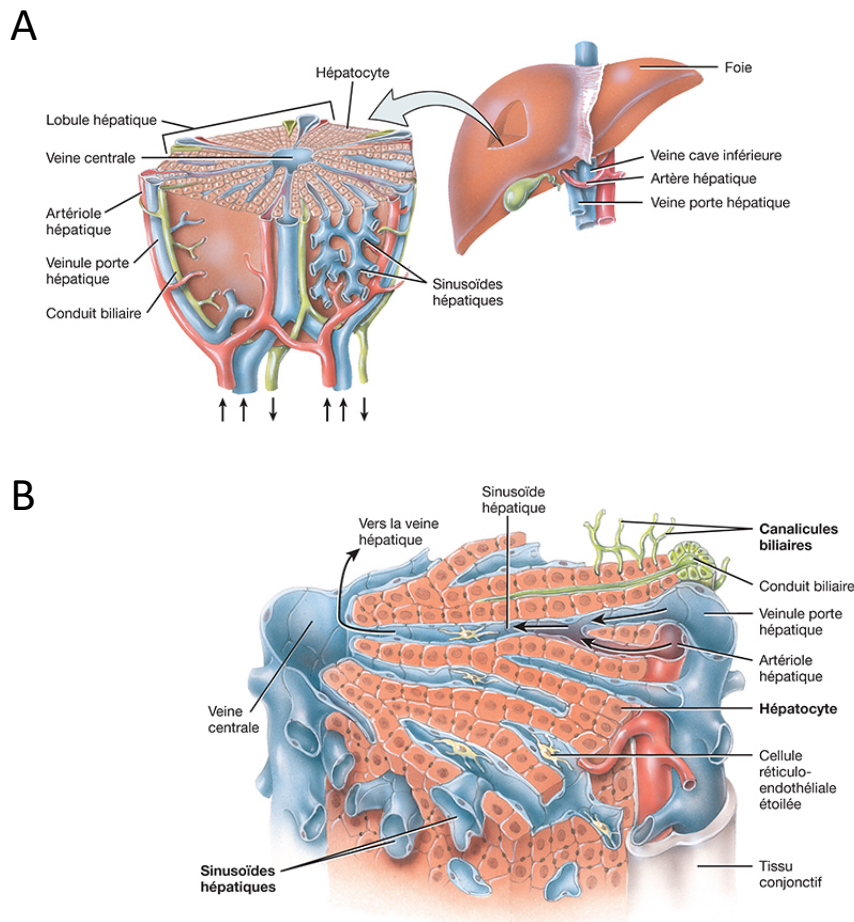 A
Hépatocyte
Foie
Lobule hépatique
Veine centrale
Veine cave inférieure
Artère hépatique
Veine porte hépatique
Artériole
hépatique
Veinule porte
hépatique
Conduit biliaire
Sinusoïdes
hépatiques
B
Sinusoïde
hépatique
Vers la veine
hépatique
Canalicules
biliaires
Conduit biliaire
Veinule porte
hépatique
Artériole
hépatique
Veine
centrale
Hépatocyte
Cellule
réticulo-
endothéliale
étoilée
Sinusoïdes
hépatiques
Tissu
conjonctif